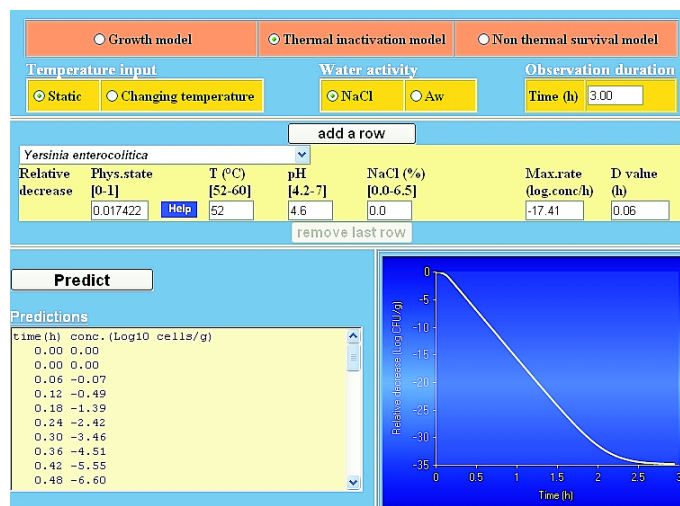 Growth model Thermal inactivation model Non thermal survival model
Temperature input Water activity Observation duration
Static Changing temperature NaCl Aw Time (h) 3.00
add a row
Yersinia enterocolitica
Relative Phys.state T (ºC) pH NaCl (%) Max.rate D value
decrease [0-1] [52-60] [4.2-7] [0.0-6.5] (log.conc/h) (h)
0.017422 Help 52 4.6 0.0 -17.41 0.06
remove last row
Predict
Predictions
time(h) conc.(Log10 cells/g)
0.00 0.00
0.00 0.00
0.06 -0.07
0.12 -0.49
0.18 -1.39
0.24 -2.42
0.30 -3.46
0.36 -4.51
0.42 -5.55
0.48 -6.60
Relative decrease (Log CFU/g)
0
-5
-10
-15
-20
-25
-30
-35
0 0.5 1 1.5 2 2.5 3
Time (h)